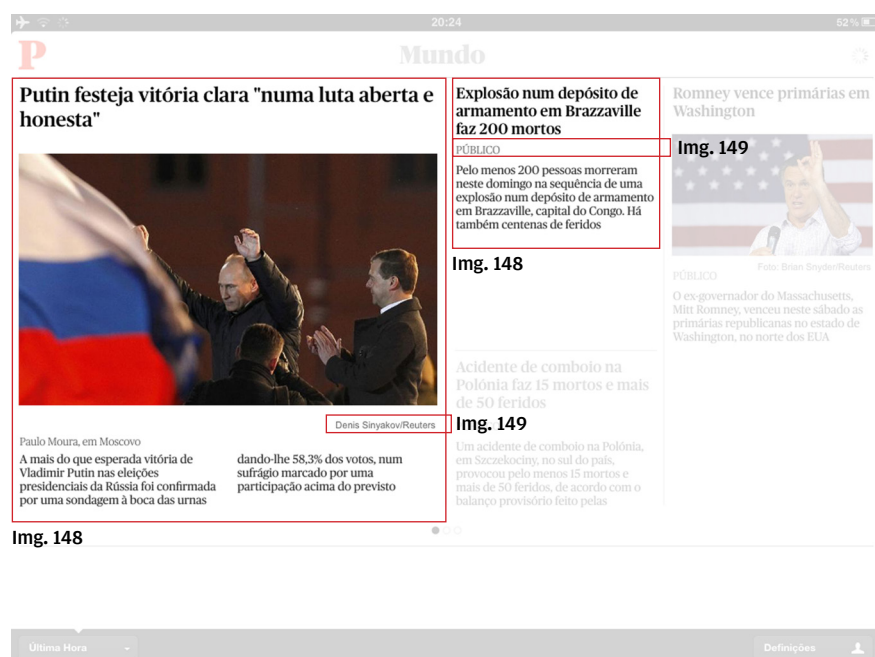 20:24
52 %
P
Mundo
Putin festeja vitória clara "numa luta aberta e
honesta"
Denis Sinyakov/Reuters
Img. 149
Paulo Moura, em Moscovo
A mais do que esperada vitória de
Vladimir Putin nas eleições
presidenciais da Rússia foi confirmada
por uma sondagem à boca das urnas
dando-lhe 58,3% dos votos, num
sufrágio marcado por uma
participação acima do previsto
Img. 148
Explosão num depósito de
armamento em Brazzaville
faz 200 mortos
PÚBLICO
Img. 149
Pelo menos 200 pessoas morreram
neste domingo na sequência de uma
explosão num depósito de armamento
em Brazzaville, capital do Congo. Há
também centenas de feridos
Img. 148
Acidente de comboio na
Polónia faz 15 mortos e mais
de 50 feridos
Um acidente de comboio na Polónia,
em Szczekociny, no sul do país,
provocou pelo menos 15 mortos e
mais de 50 feridos, de acordo com o
balanço provisório feito pelas
Romney vence primárias em
Washington
Foto: Brian Snyder/Reuters
PÚBLICO
O ex-governador do Massachusetts,
Mitt Romney, venceu neste sábado as
primárias republicanas no estado de
Washington, no norte dos EUA
Última Hora
Definições